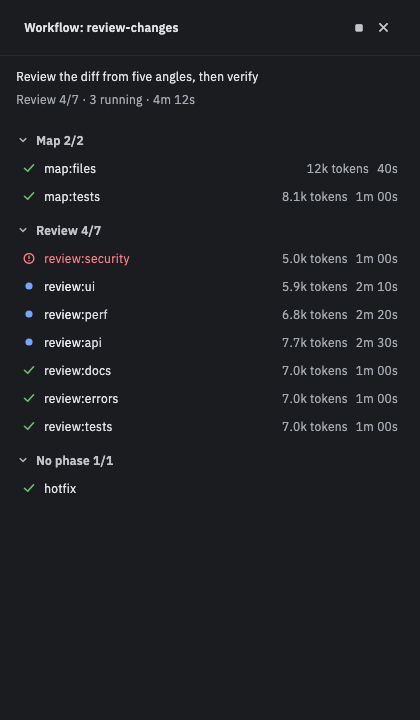 Workflow: review-changes
Review the diff from five angles, then verify
Review 4/7 · 3 running · 4m 12s
Map 2/2
map:files 12k tokens 40s
map:tests 8.1k tokens 1m 00s
Review 4/7
review:security 5.0k tokens 1m 00s
review:ui 5.9k tokens 2m 10s
review:perf 6.8k tokens 2m 20s
review:api 7.7k tokens 2m 30s
review:docs 7.0k tokens 1m 00s
review:errors 7.0k tokens 1m 00s
review:tests 7.0k tokens 1m 00s
No phase 1/1
hotfix